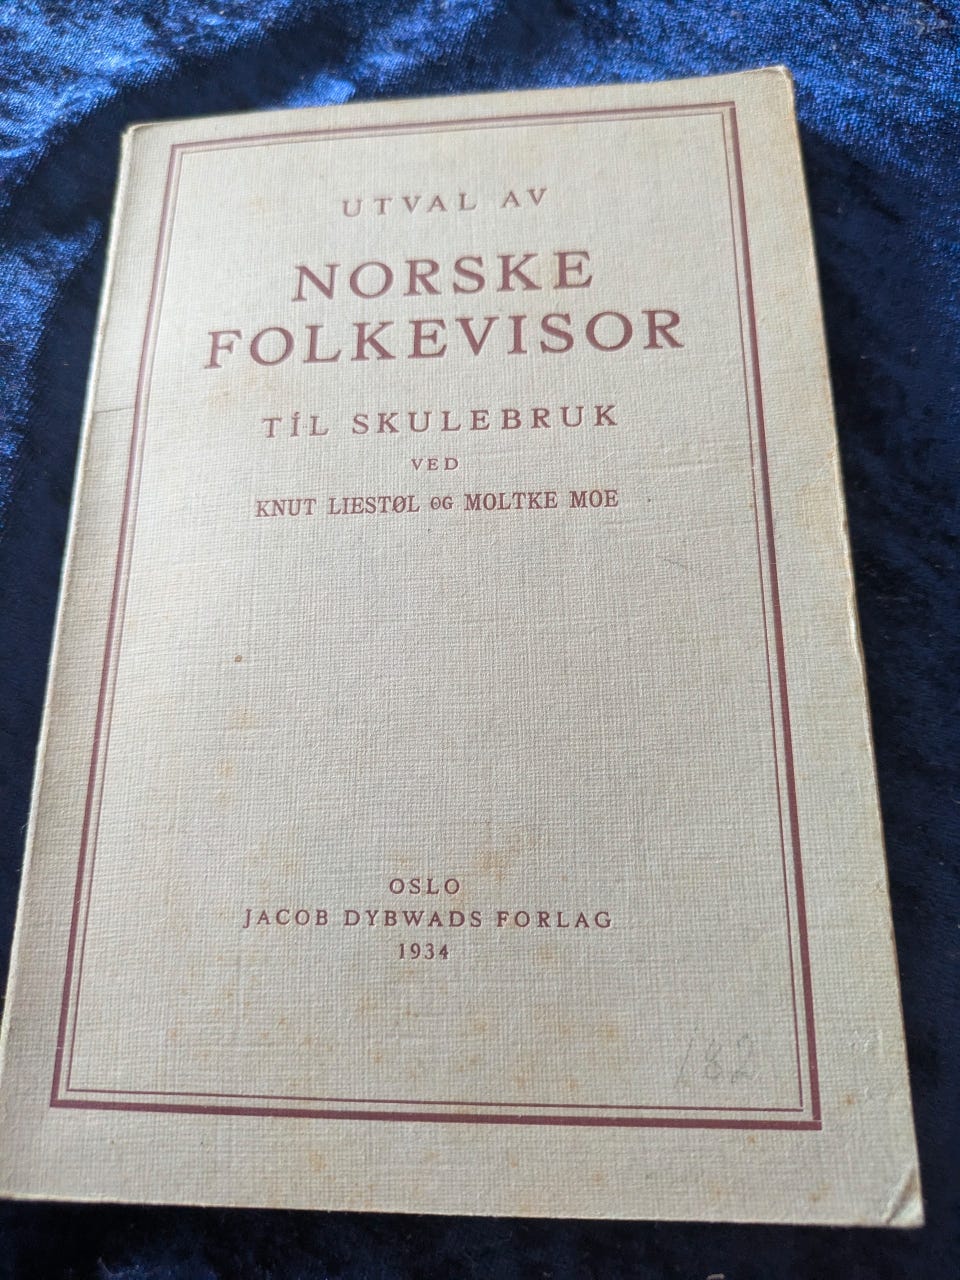 UTVAL AV
NORSKE
FOLKEVISOR
TÍL SKULEBRUK
VED
KNUT LIESTØL OG MOLTKE MOE
OSLO
JACOB DYBWADS FORLAG
1934
182